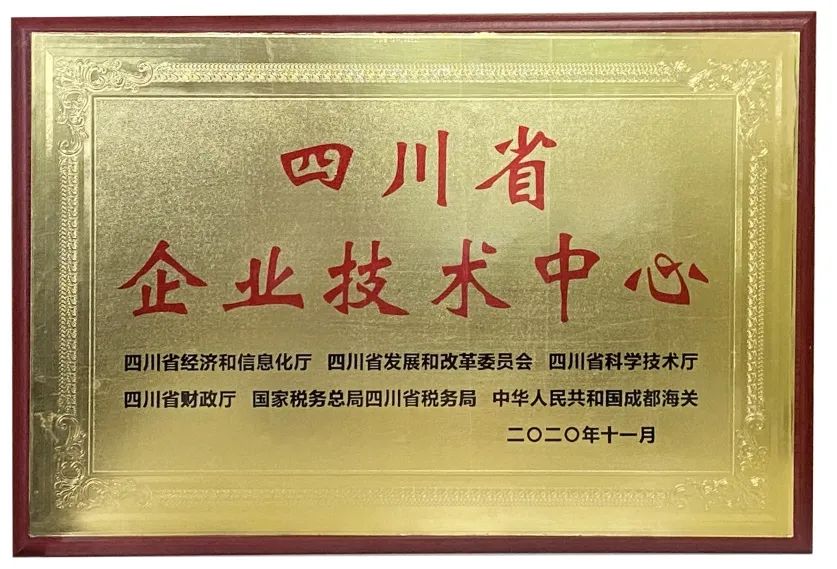 四川省
企业技术中心
四川省经济和信息化厅 四川省发展和改革委员会 四川省科学技术厅
四川省财政厅 国家税务总局四川省税务局 中华人民共和国成都海关
二〇二〇年十一月